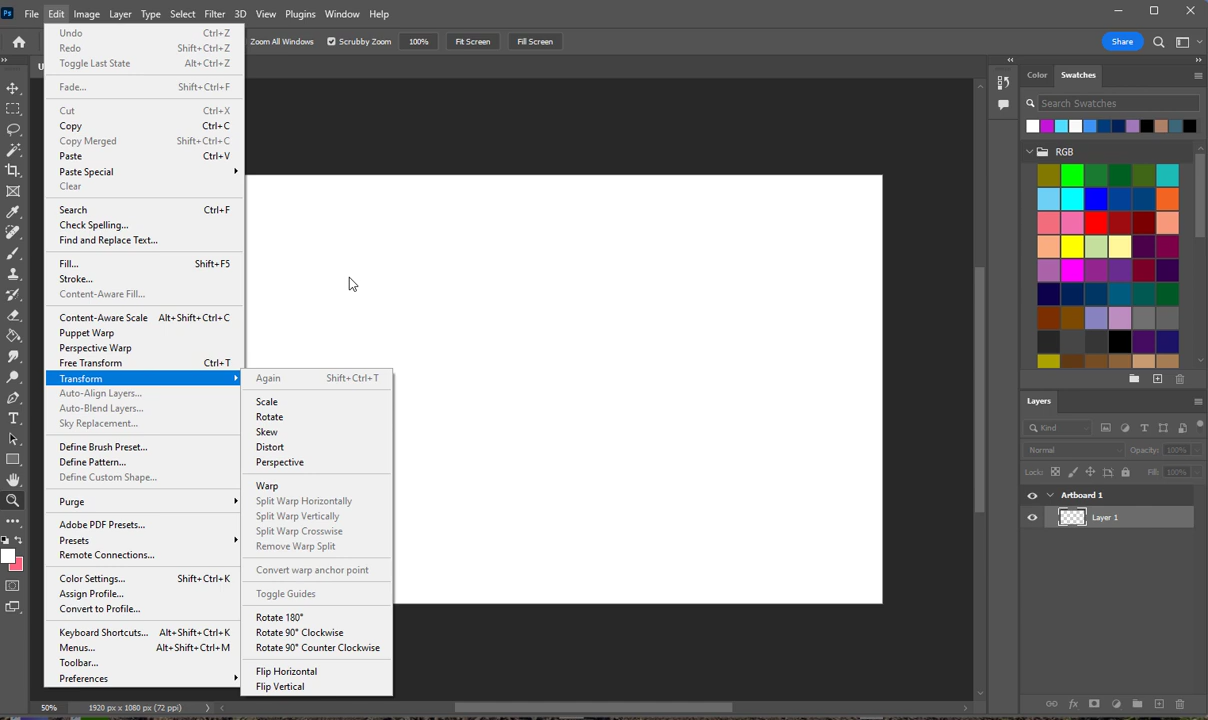 Ps File Edit Image Layer Type Select Filter 3D View Plugins Window Help
Zoom All Windows Scrubby Zoom 100% Fit Screen Fill Screen Share
Undo Ctrl+Z
Redo Shift+Ctrl+Z
Toggle Last State Alt+Ctrl+Z
Fade... Shift+Ctrl+F
Cut Ctrl+X
Copy Ctrl+C
Copy Merged Shift+Ctrl+C
Paste Ctrl+V
Paste Special
Clear
Search Ctrl+F
Check Spelling...
Find and Replace Text...
Fill... Shift+F5
Stroke...
Content-Aware Fill...
Content-Aware Scale Alt+Shift+Ctrl+C
Puppet Warp
Perspective Warp
Free Transform Ctrl+T
Transform
Auto-Align Layers...
Auto-Blend Layers...
Sky Replacement...
Define Brush Preset...
Define Pattern...
Define Custom Shape...
Purge
Adobe PDF Presets...
Presets
Remote Connections...
Color Settings... Shift+Ctrl+K
Assign Profile...
Convert to Profile...
Keyboard Shortcuts... Alt+Shift+Ctrl+K
Menus... Alt+Shift+Ctrl+M
Toolbar...
Preferences
Again Shift+Ctrl+T
Scale
Rotate
Skew
Distort
Perspective
Warp
Split Warp Horizontally
Split Warp Vertically
Split Warp Crosswise
Remove Warp Split
Convert warp anchor point
Toggle Guides
Rotate 180°
Rotate 90° Clockwise
Rotate 90° Counter Clockwise
Flip Horizontal
Flip Vertical
Color Swatches
Search Swatches
RGB
Layers
Kind
Normal Opacity: 100%
Lock: Fill: 100%
Artboard 1
Layer 1
50% 1920 px x 1080 px (72 ppi)